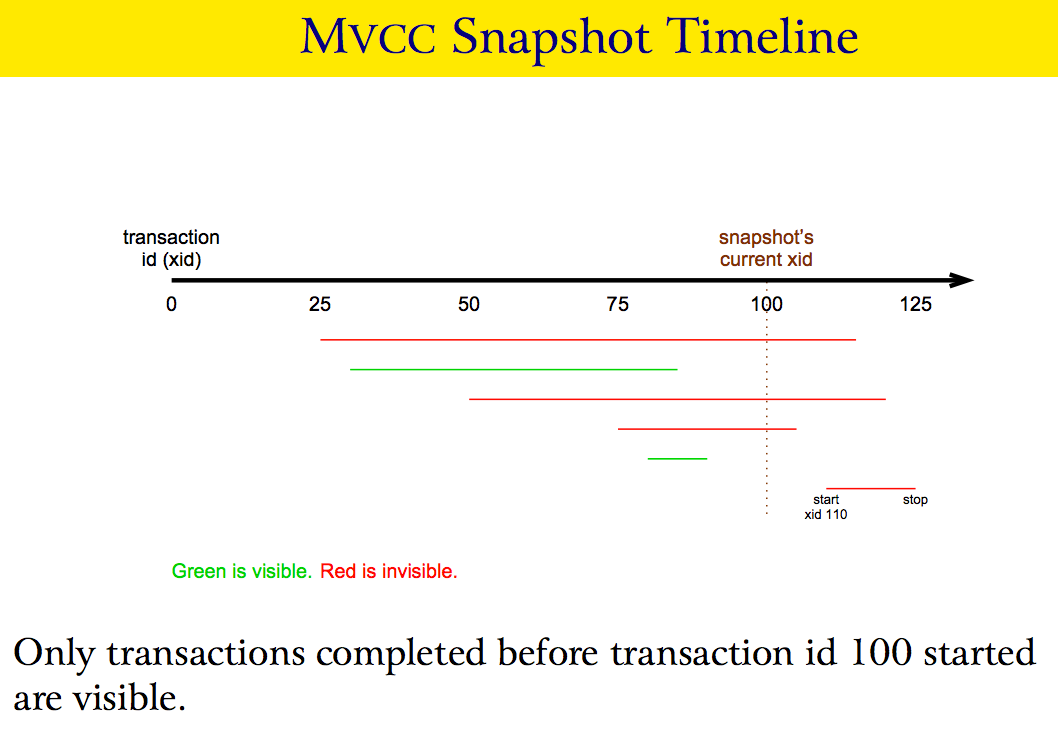 MVCC Snapshot Timeline
transaction
id (xid)
snapshot's
current xid
0 25 50 75 100 125
start
xid 110
stop
Green is visible. Red is invisible.
Only transactions completed before transaction id 100 started
are visible.